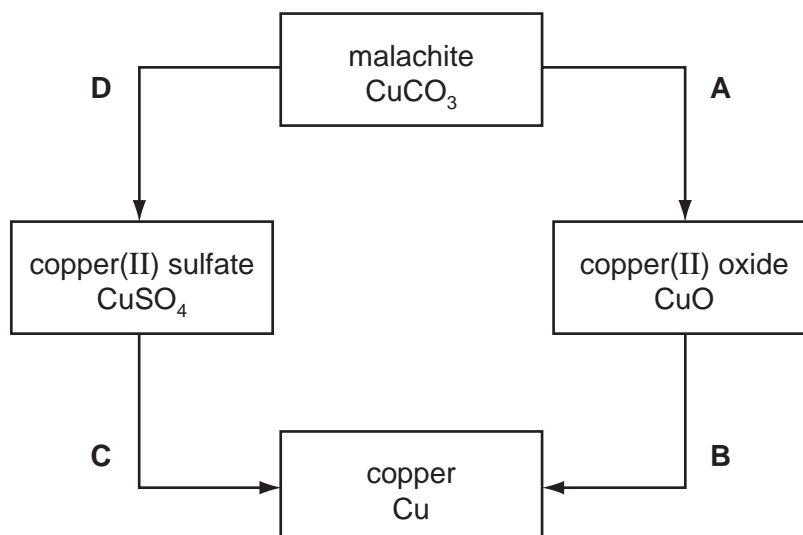 malachite
CuCO₃
D
A
copper(II) sulfate
CuSO₄
copper(II) oxide
CuO
C
B
copper
Cu